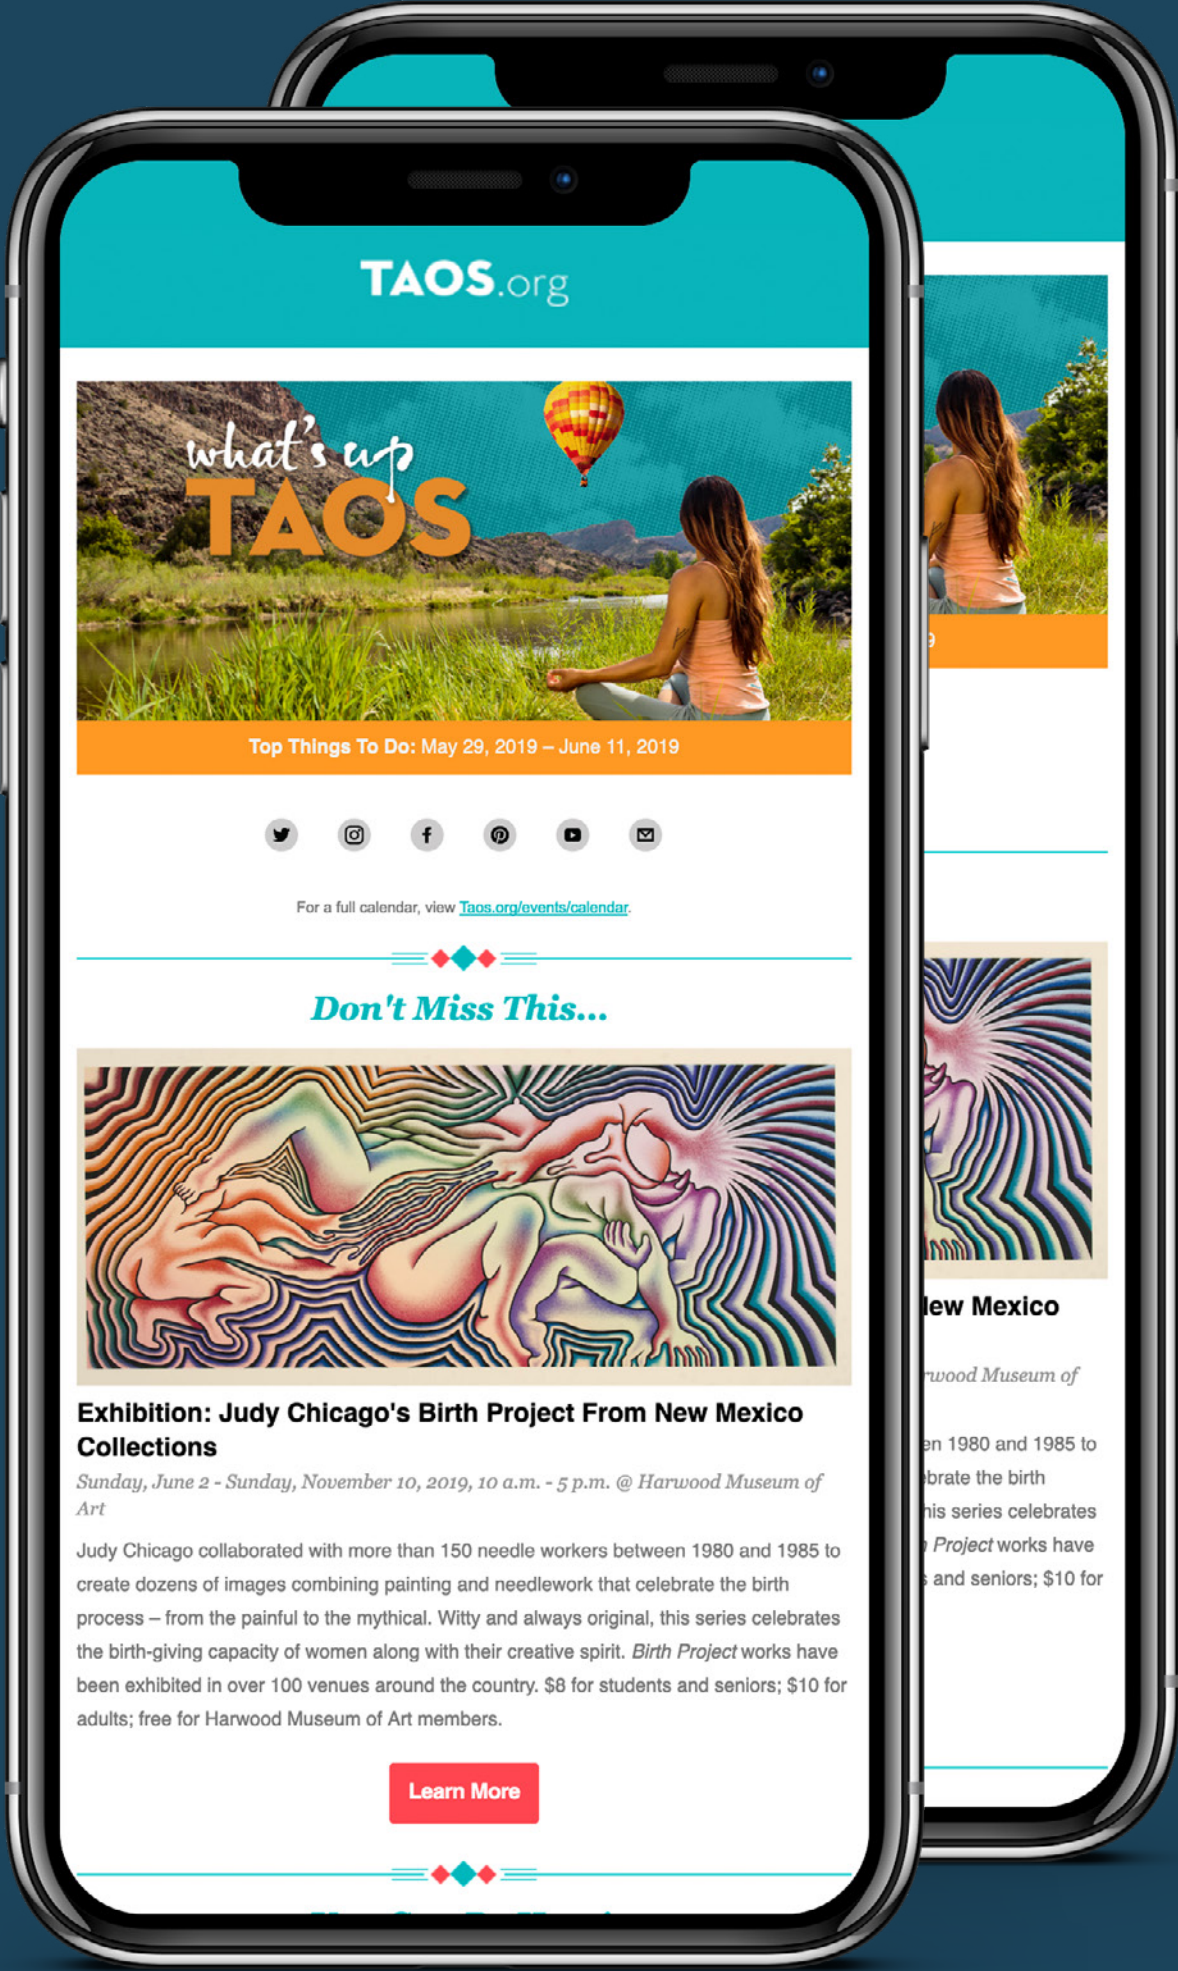 TAOS.org
what's up
TAOS
Top Things To Do: May 29, 2019 – June 11, 2019
For a full calendar, view Taos.org/events/calendar.
Don't Miss This...
Exhibition: Judy Chicago's Birth Project From New Mexico
Collections
Sunday, June 2 - Sunday, November 10, 2019, 10 a.m. - 5 p.m. @ Harwood Museum of
Art
Judy Chicago collaborated with more than 150 needle workers between 1980 and 1985 to
create dozens of images combining painting and needlework that celebrate the birth
process – from the painful to the mythical. Witty and always original, this series celebrates
the birth-giving capacity of women along with their creative spirit. Birth Project works have
been exhibited in over 100 venues around the country. $8 for students and seniors; $10 for
adults; free for Harwood Museum of Art members.
Learn More
9
Mexico
Museum of
1980 and 1985 to
the birth
series celebrates
Project works have
and seniors; $10 for